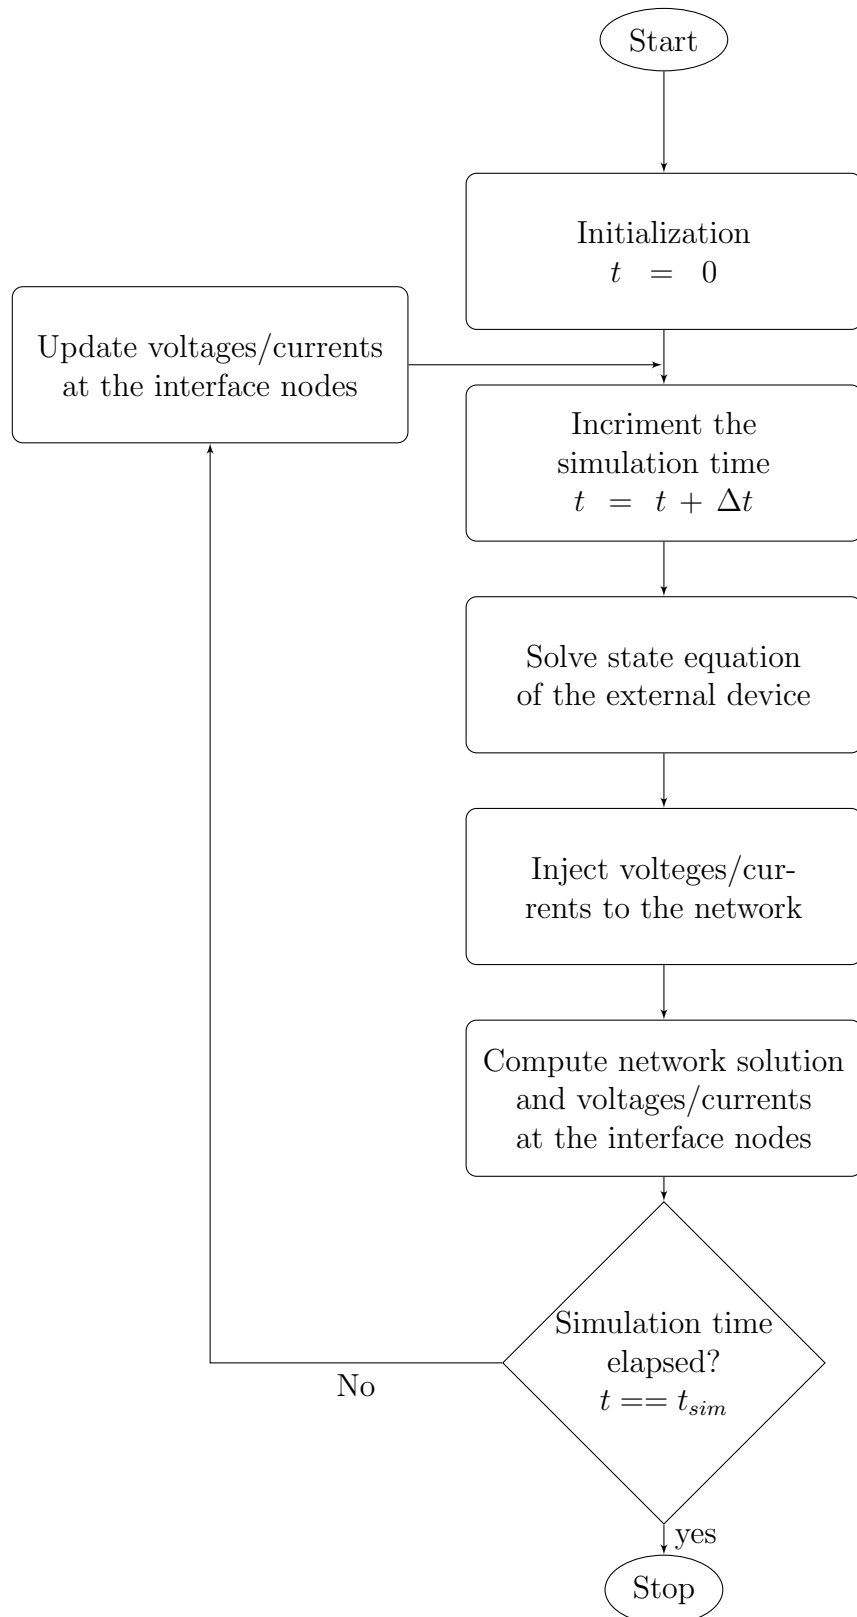 Start
Initialization
t = 0
Update voltages/currents
at the interface nodes
Incriment the
simulation time
t = t + Δt
Solve state equation
of the external device
Inject volteges/cur-
rents to the network
Compute network solution
and voltages/currents
at the interface nodes
Simulation time
elapsed?
t == t_{sim}
No
yes
Stop